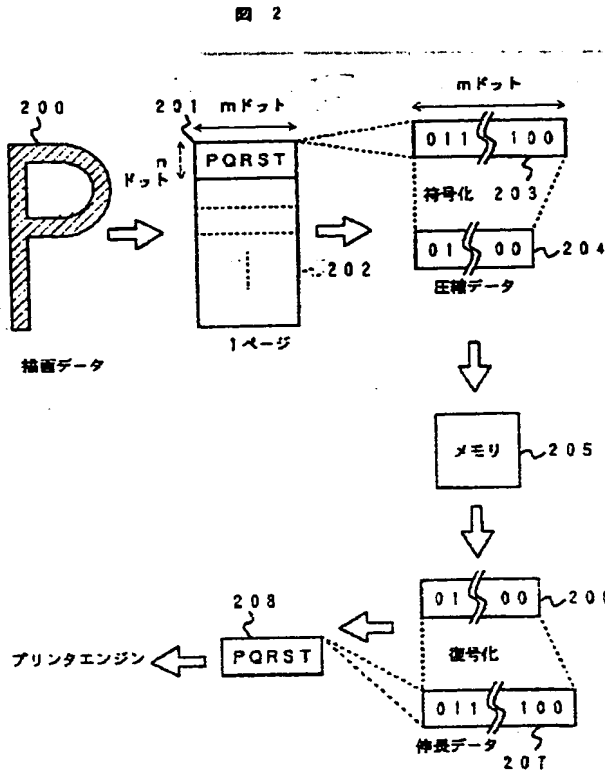 図 2
200
201
mドット
mドット
n
ドット
PQRST
011 100
符号化 203
01 00
204
圧縮データ
202
1ページ
描画データ
メモリ
205
01 00
206
復号化
208
PQRST
プリンタエンジン
011 100
伸長データ
207